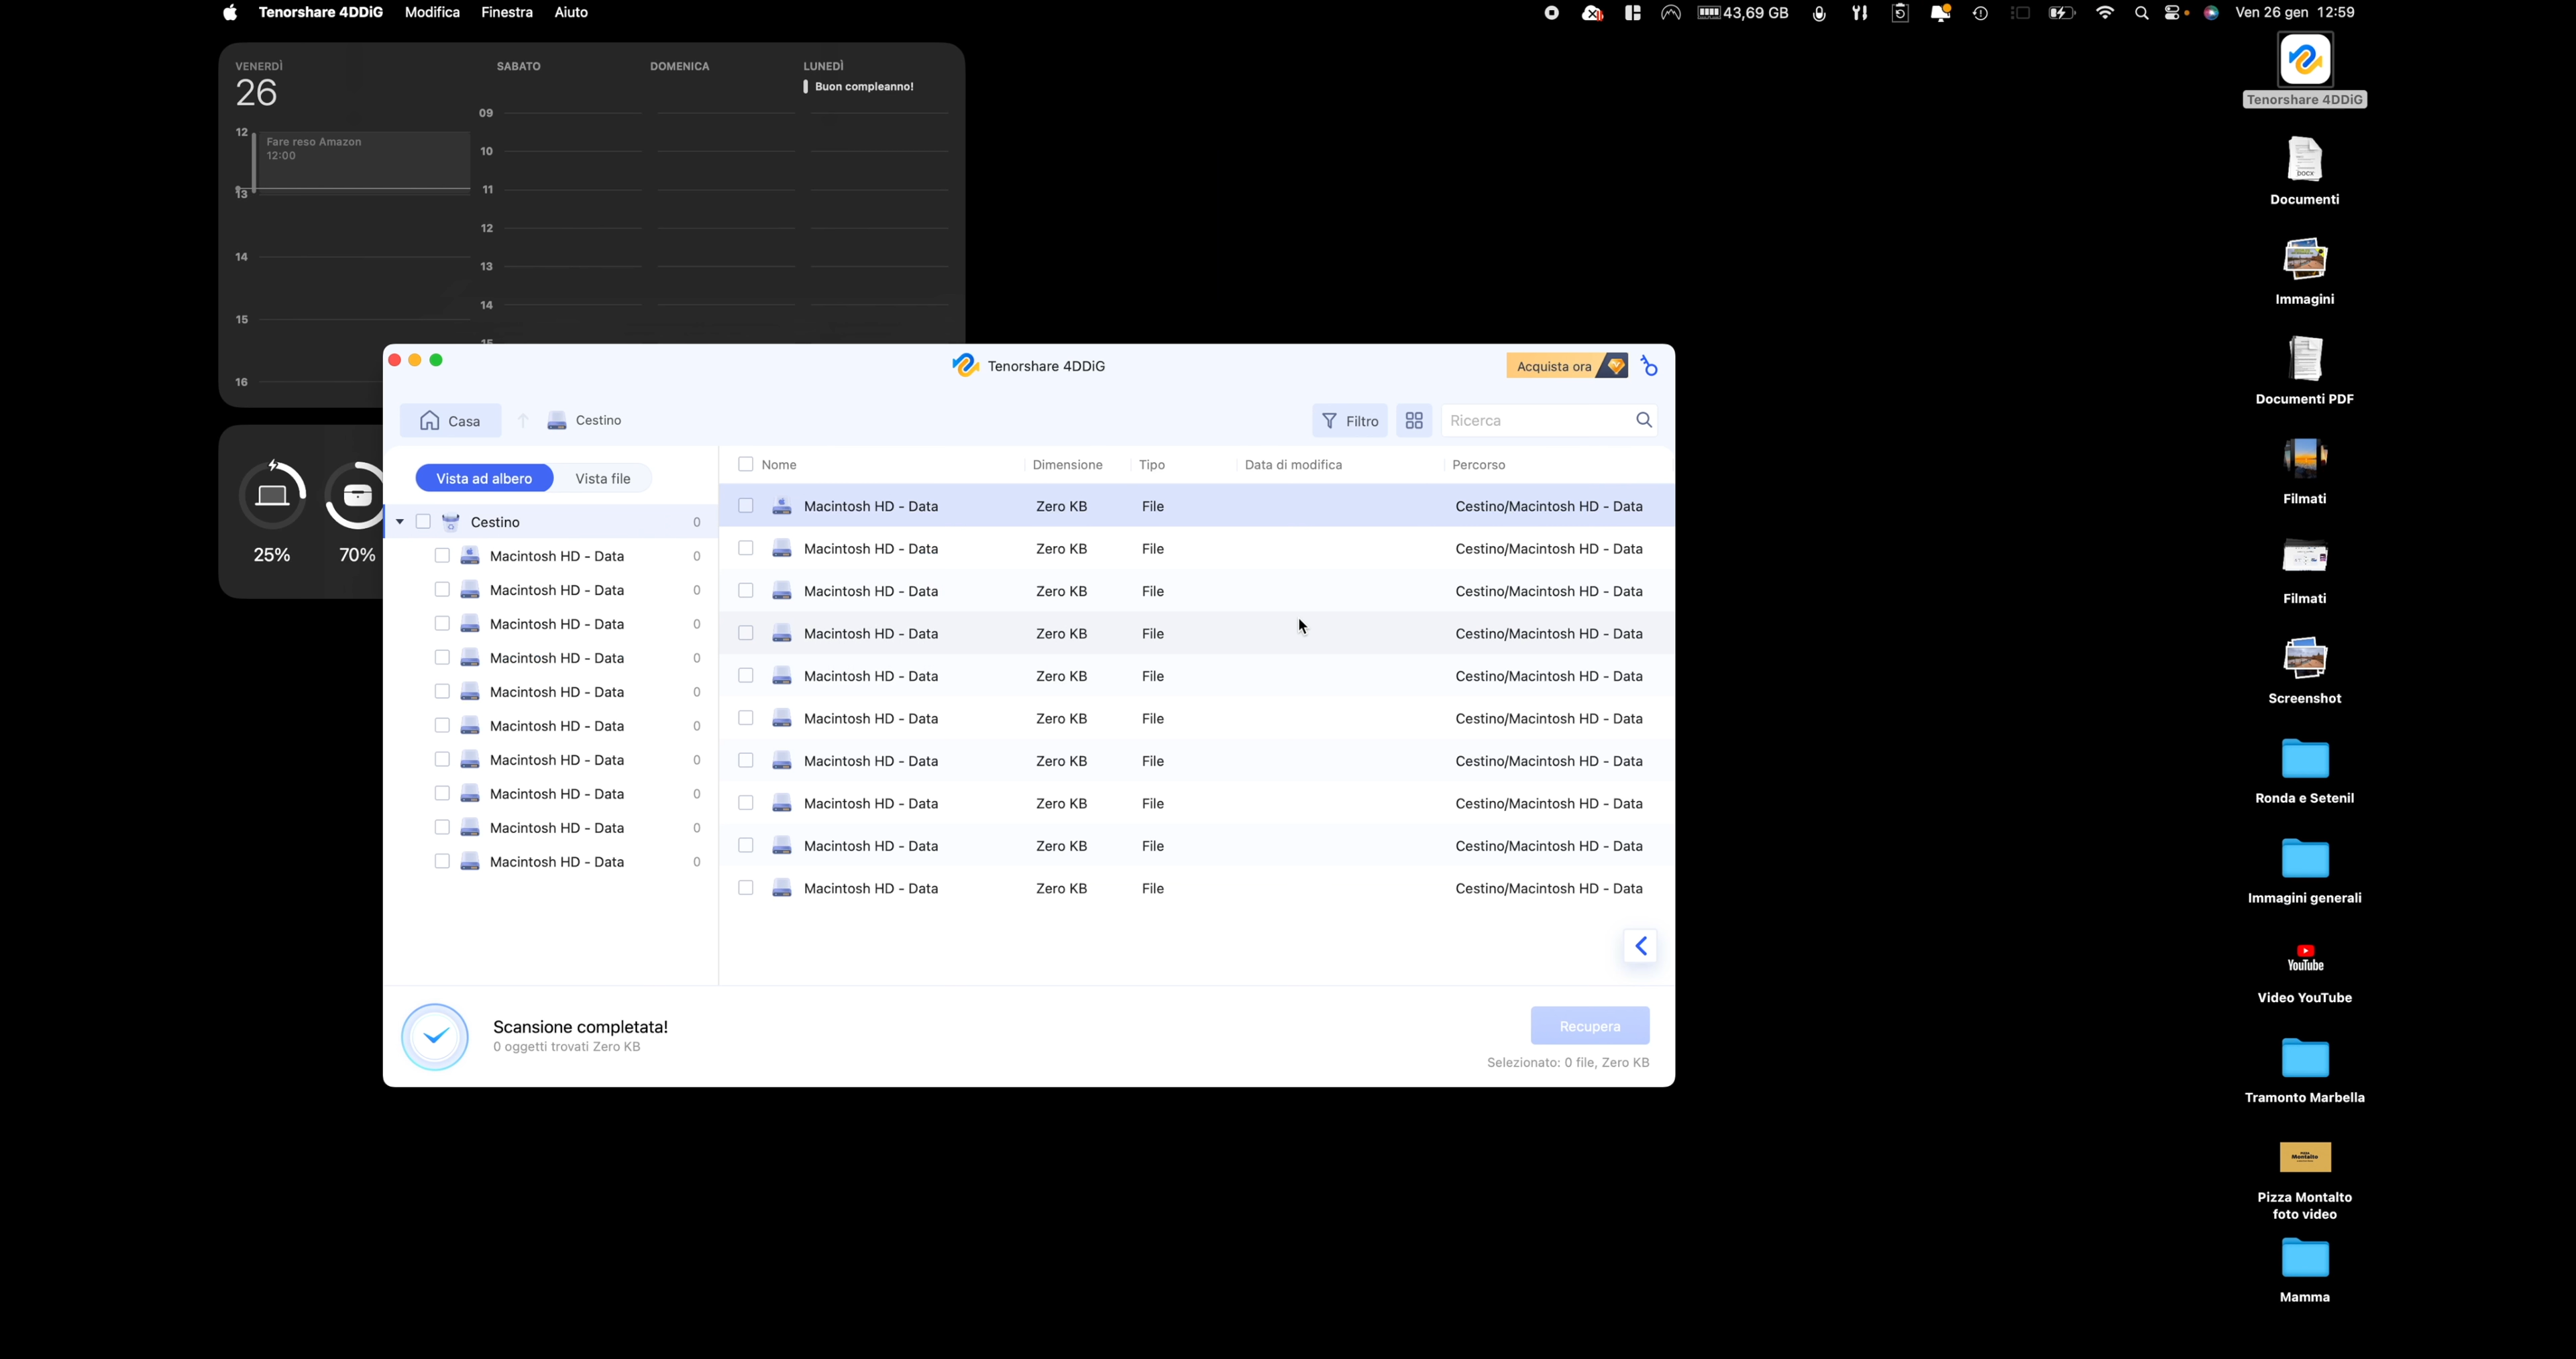 Tenorshare 4DDiG Modifica Finestra Aiuto
43,69 GB
Ven 26 gen 12:59
VENERDÌ
26
SABATO
DOMENICA
LUNEDÌ
Buon compleanno!
12
Fare reso Amazon
12:00
13
14
15
16
09
10
11
12
13
14
15
25%
70%
Tenorshare 4DDiG
Acquista ora
Casa
Cestino
Filtro
Ricerca
Vista ad albero
Vista file
Cestino 0
Macintosh HD - Data 0
Macintosh HD - Data 0
Macintosh HD - Data 0
Macintosh HD - Data 0
Macintosh HD - Data 0
Macintosh HD - Data 0
Macintosh HD - Data 0
Macintosh HD - Data 0
Macintosh HD - Data 0
Macintosh HD - Data 0
Nome Dimensione Tipo Data di modifica Percorso
Macintosh HD - Data Zero KB File Cestino/Macintosh HD - Data
Macintosh HD - Data Zero KB File Cestino/Macintosh HD - Data
Macintosh HD - Data Zero KB File Cestino/Macintosh HD - Data
Macintosh HD - Data Zero KB File Cestino/Macintosh HD - Data
Macintosh HD - Data Zero KB File Cestino/Macintosh HD - Data
Macintosh HD - Data Zero KB File Cestino/Macintosh HD - Data
Macintosh HD - Data Zero KB File Cestino/Macintosh HD - Data
Macintosh HD - Data Zero KB File Cestino/Macintosh HD - Data
Macintosh HD - Data Zero KB File Cestino/Macintosh HD - Data
Macintosh HD - Data Zero KB File Cestino/Macintosh HD - Data
Scansione completata!
0 oggetti trovati Zero KB
Recupera
Selezionato: 0 file, Zero KB
Tenorshare 4DDiG
DOCX
Documenti
Immagini
Documenti PDF
Filmati
Filmati
Screenshot
Ronda e Setenil
Immagini generali
YouTube
Video YouTube
Tramonto Marbella
Montalto
Pizza Montalto
foto video
Mamma